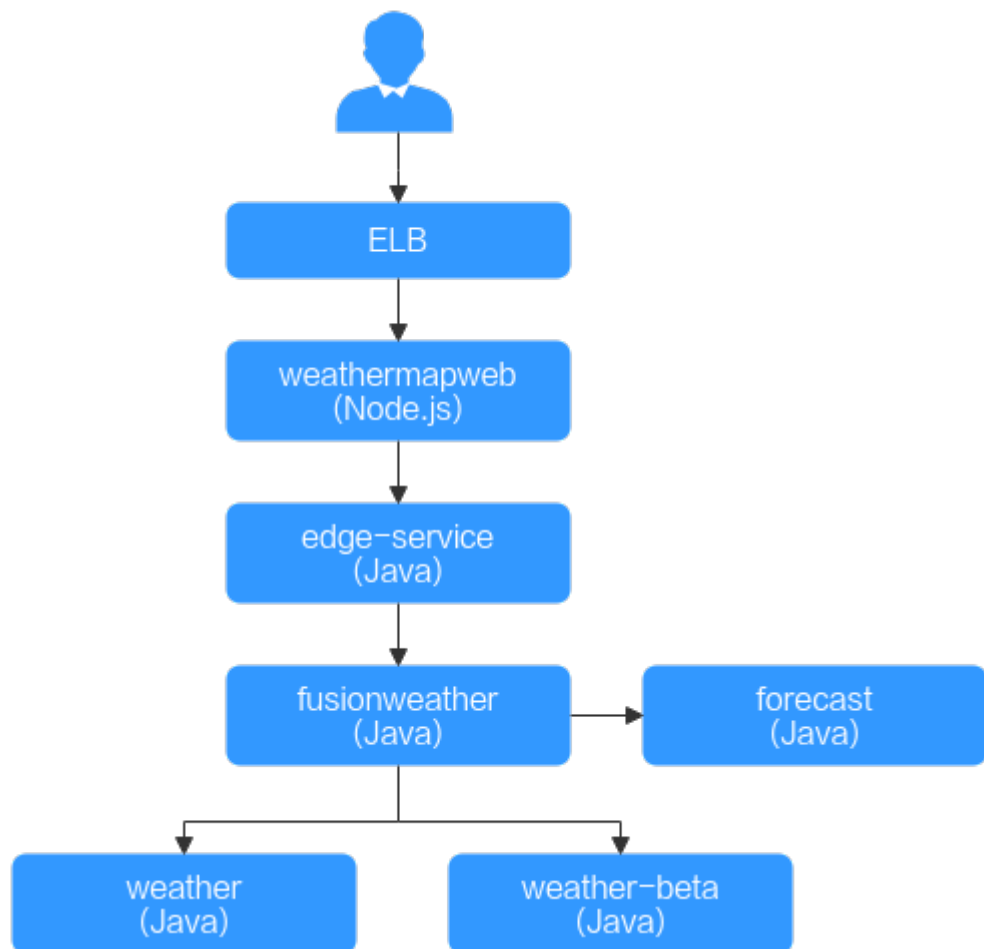 ELB
weathermapweb
(Node.js)
edge-service
(Java)
fusionweather
(Java)
forecast
(Java)
weather
(Java)
weather-beta
(Java)